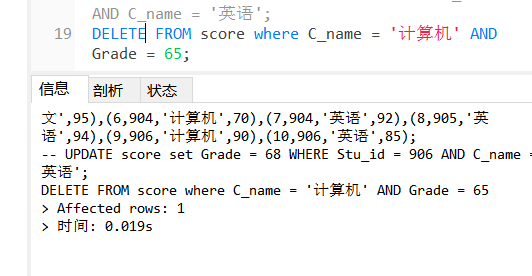 AND C_name = '英语';
19 DELETE FROM score where C_name = '计算机' AND
Grade = 65;
信息 剖析 状态
文',95),(6,904,'计算机',70),(7,904,'英语',92),(8,905,'英
语',94),(9,906,'计算机',90),(10,906,'英语',85);
-- UPDATE score set Grade = 68 WHERE Stu_id = 906 AND C_name =
英语';
DELETE FROM score where C_name = '计算机' AND Grade = 65
> Affected rows: 1
> 时间: 0.019s